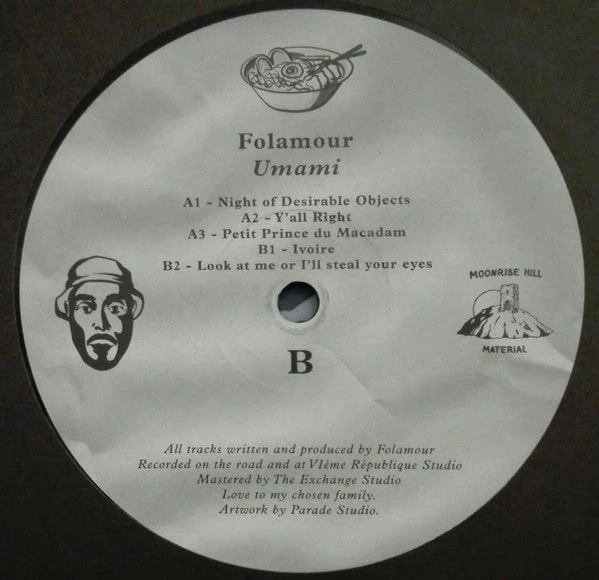 Folamour
Umami
A1 - Night of Desirable Objects
A2 - Y'all Right
A3 - Petit Prince du Macadam
B1 - Ivoire
B2 - Look at me or I'll steal your eyes
MOONRISE HILL
MATERIAL
B
All tracks written and produced by Folamour
Recorded on the road and at VIème République Studio
Mastered by The Exchange Studio
Love to my chosen family.
Artwork by Parade Studio.